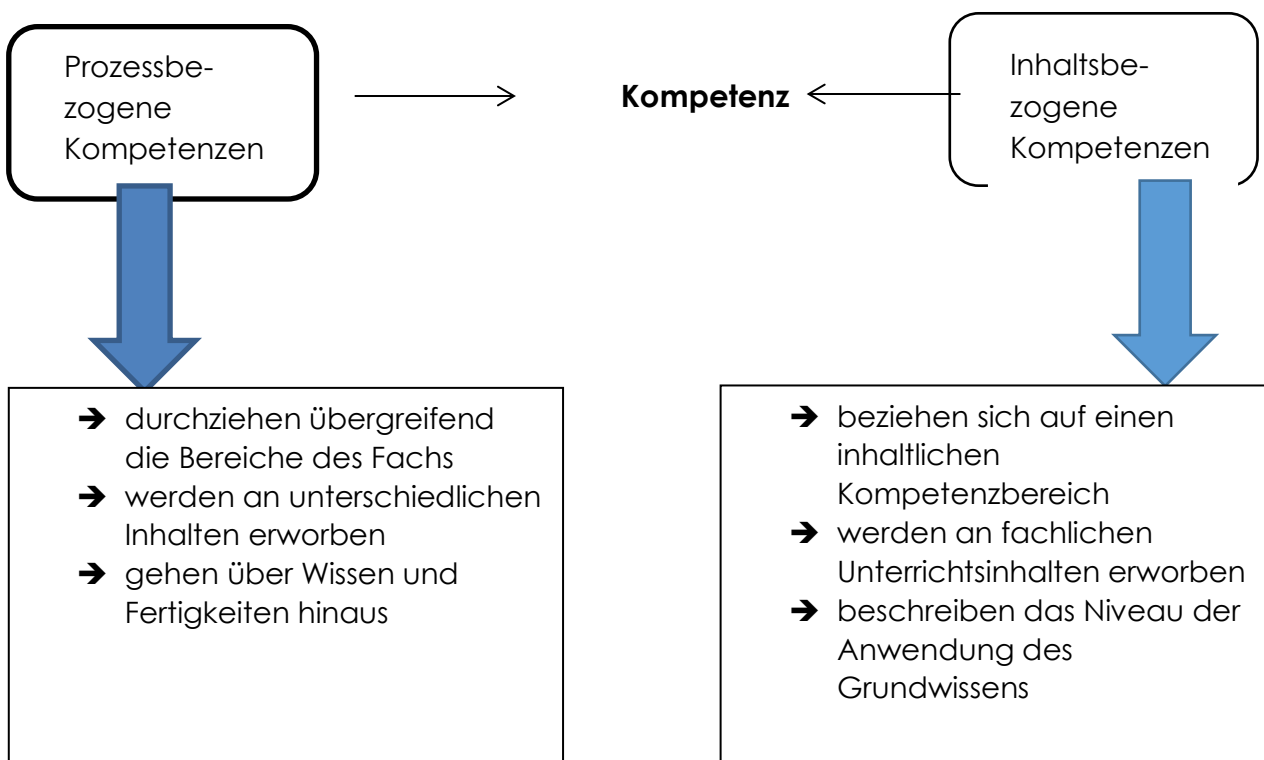 Prozessbe-
zogene
Kompetenzen
Kompetenz
Inhaltsbe-
zogene
Kompetenzen
➔ durchziehen übergreifend
die Bereiche des Fachs
➔ werden an unterschiedlichen
Inhalten erworben
➔ gehen über Wissen und
Fertigkeiten hinaus
➔ beziehen sich auf einen
inhaltlichen
Kompetenzbereich
➔ werden an fachlichen
Unterrichtsinhalten erworben
➔ beschreiben das Niveau der
Anwendung des
Grundwissens